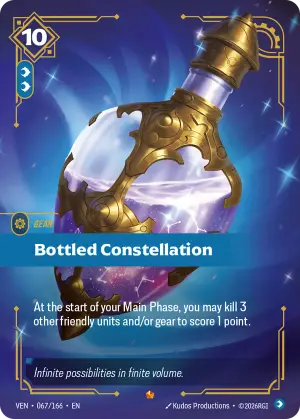 10
GEAR
Bottled Constellation
At the start of your Main Phase, you may kill 3
other friendly units and/or gear to score 1 point.
Infinite possibilities in finite volume.
VEN • 067/166 • EN
Kudos Productions • ©2026RGI